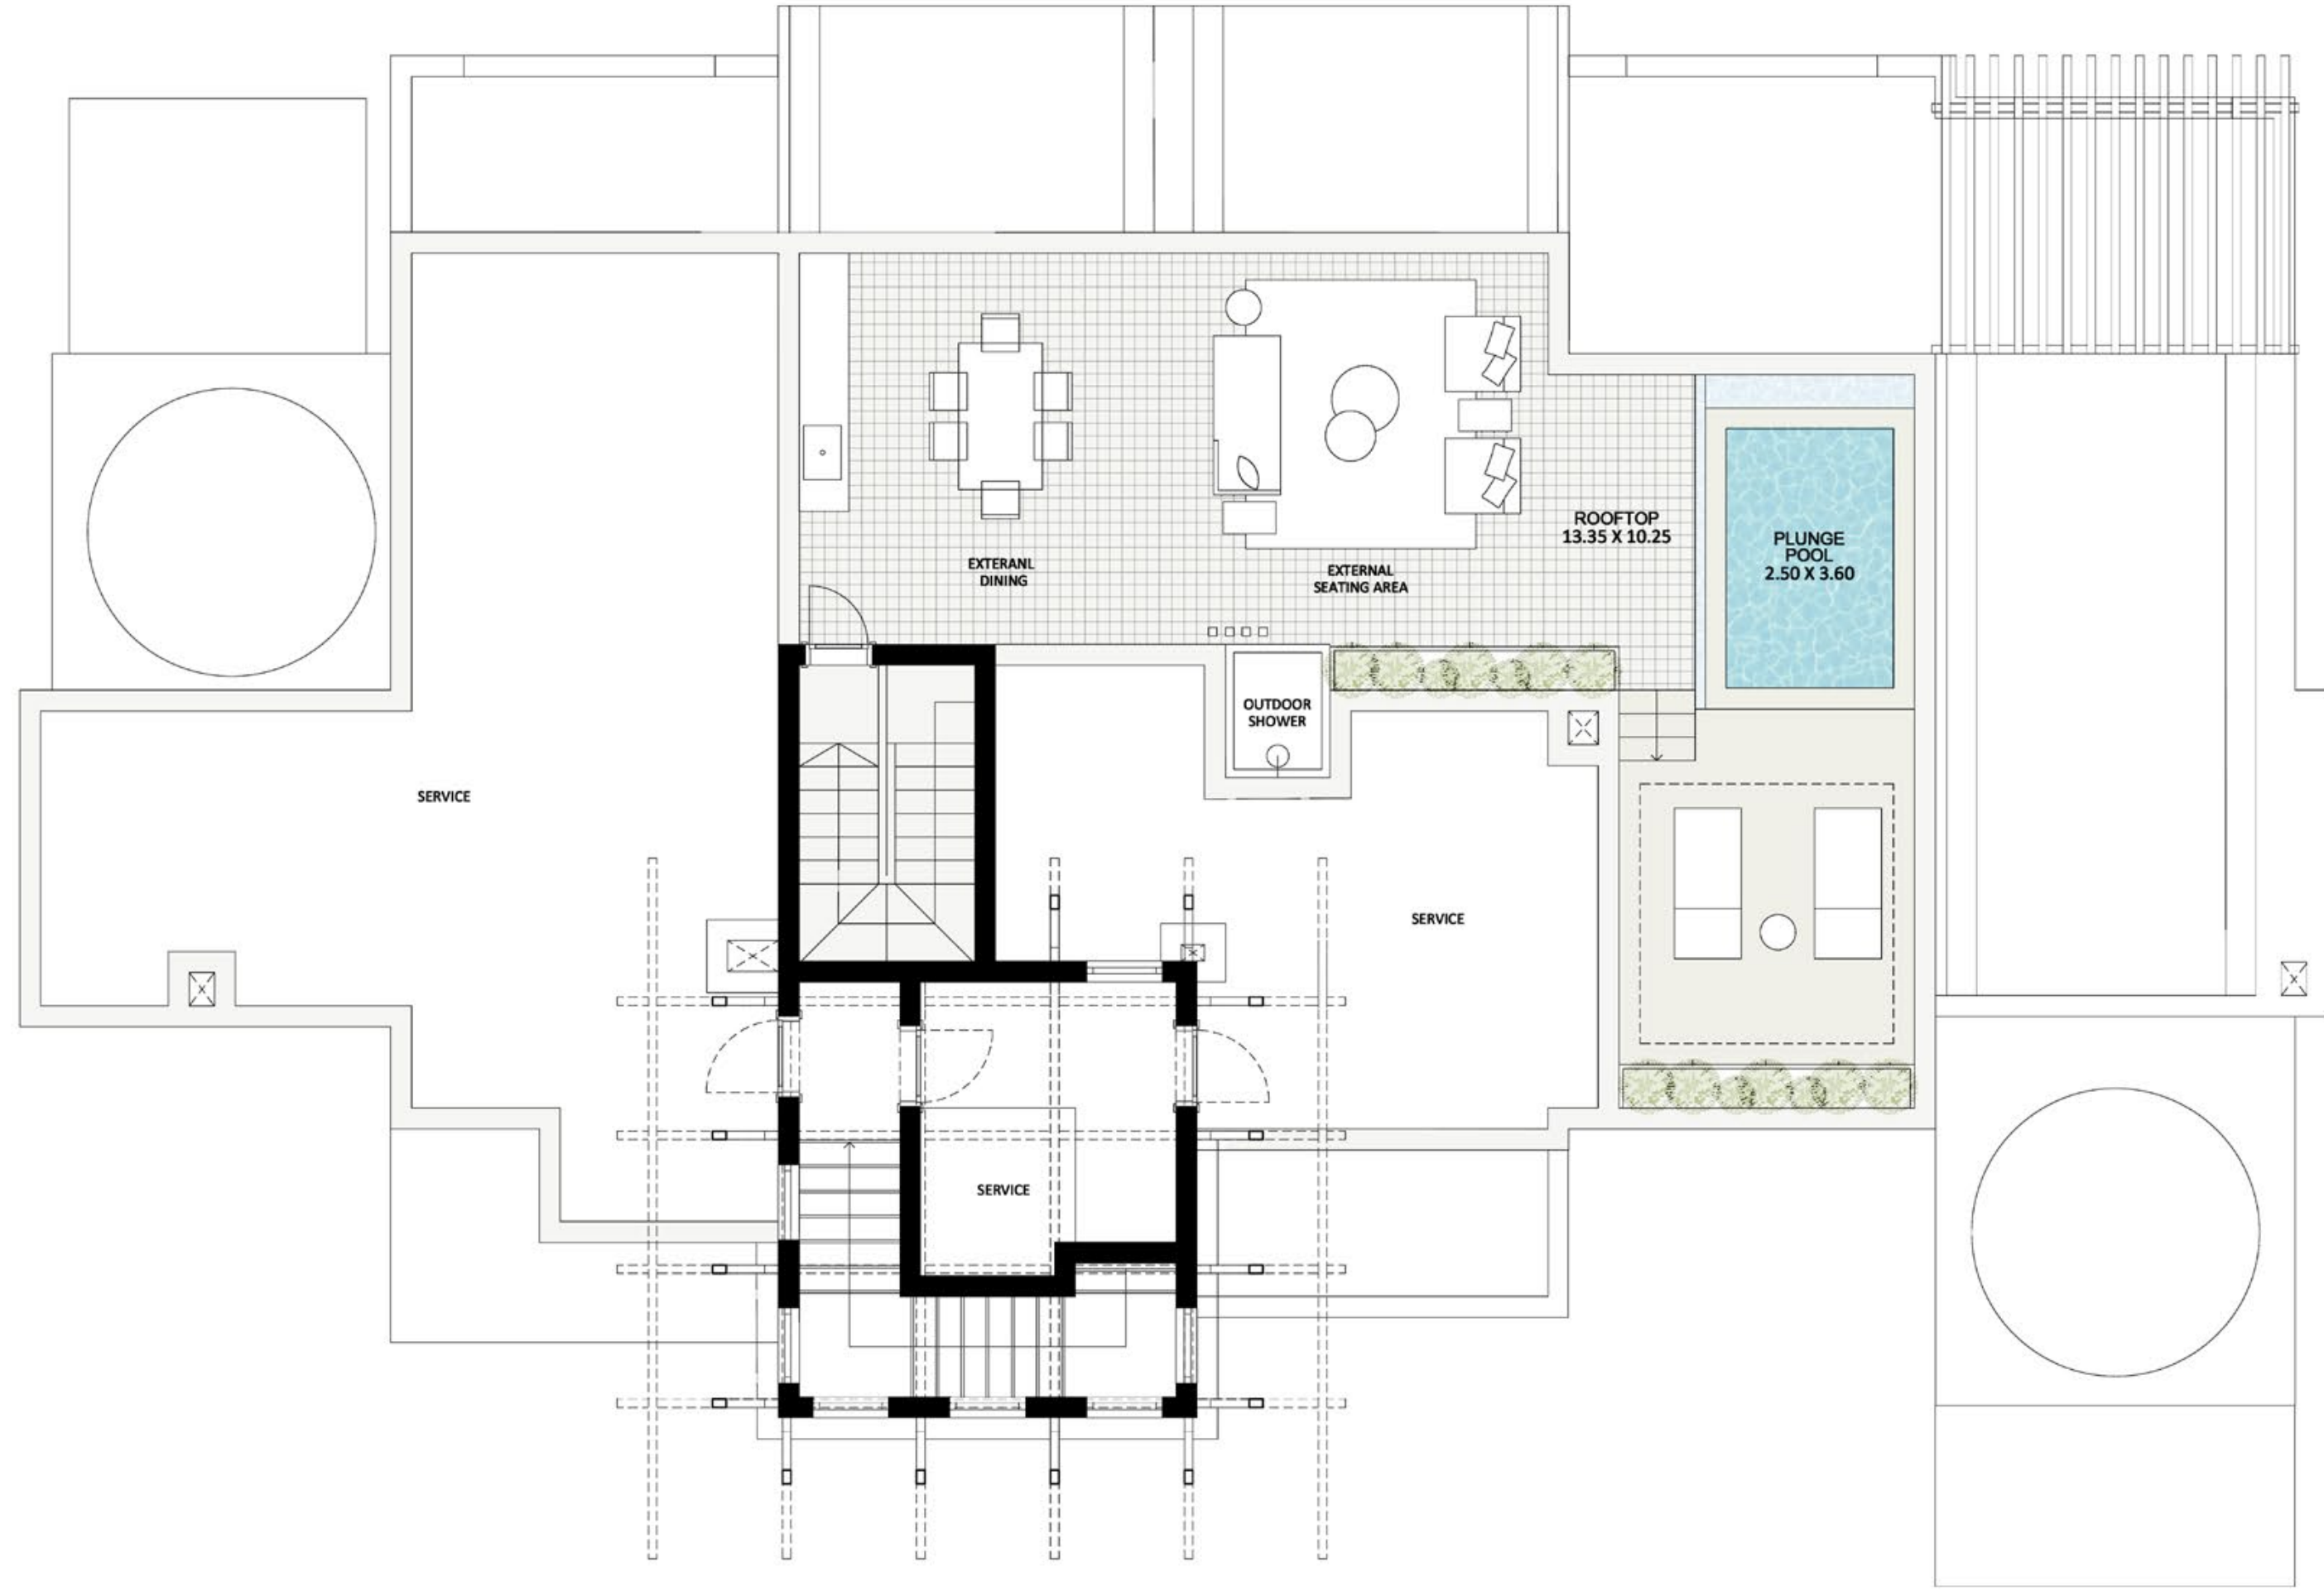 ROOFTOP
13.35 X 10.25
PLUNGE
POOL
2.50 X 3.60
EXTERANL
DINING
EXTERNAL
SEATING AREA
OUTDOOR
SHOWER
SERVICE
SERVICE
SERVICE